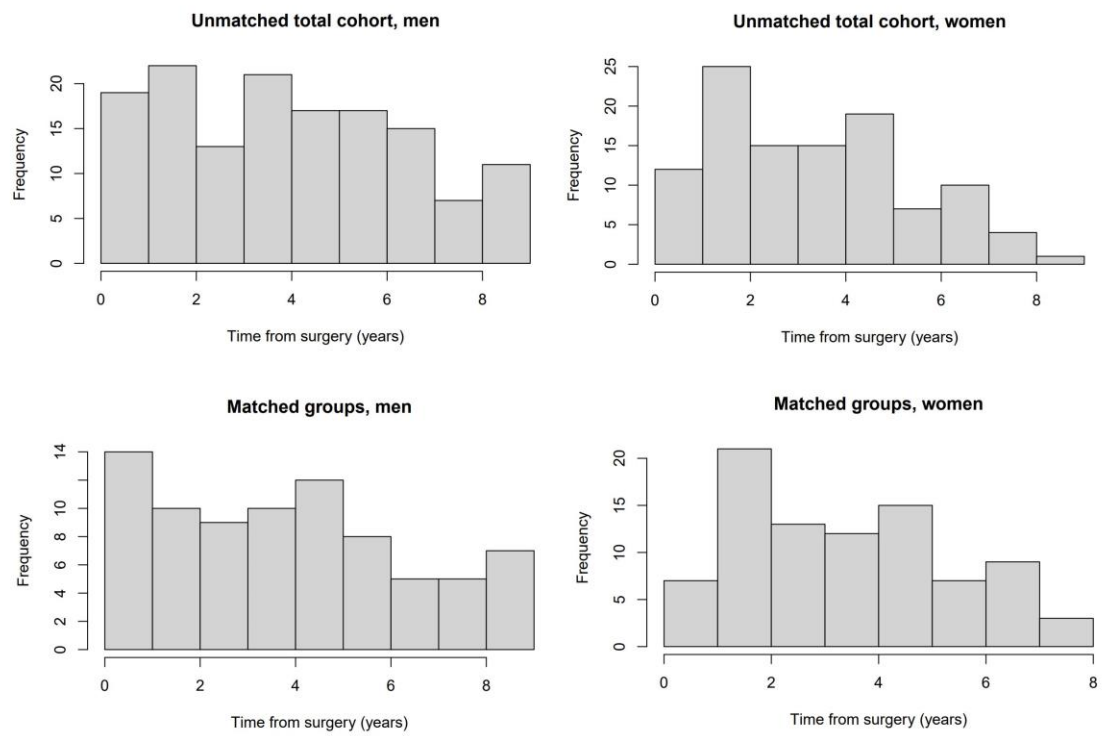 Unmatched total cohort, men
Frequency
0
5
10
15
20
0 2 4 6 8
Time from surgery (years)
Unmatched total cohort, women
Frequency
0
5
10
15
20
25
0 2 4 6 8
Time from surgery (years)
Matched groups, men
Frequency
0
2
4
6
8
10
14
0 2 4 6 8
Time from surgery (years)
Matched groups, women
Frequency
0
5
10
15
20
0 2 4 6 8
Time from surgery (years)